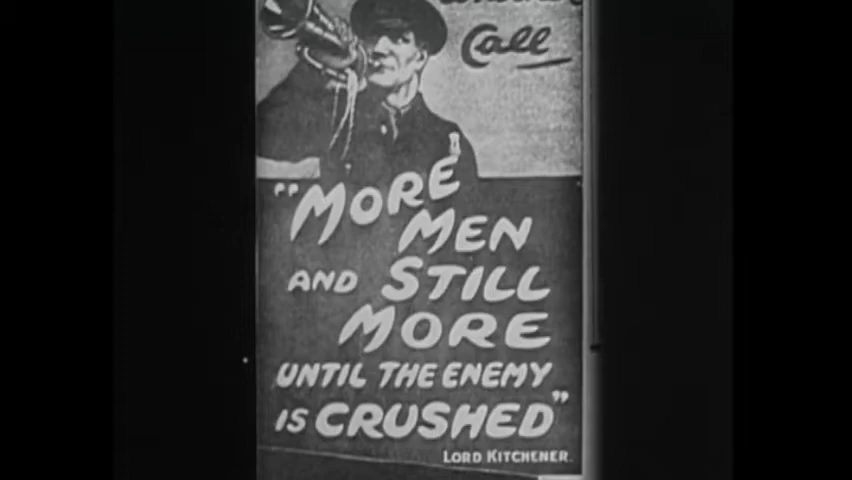 Call
"MORE
MEN
AND STILL
MORE
UNTIL THE ENEMY
IS CRUSHED"
LORD KITCHENER.